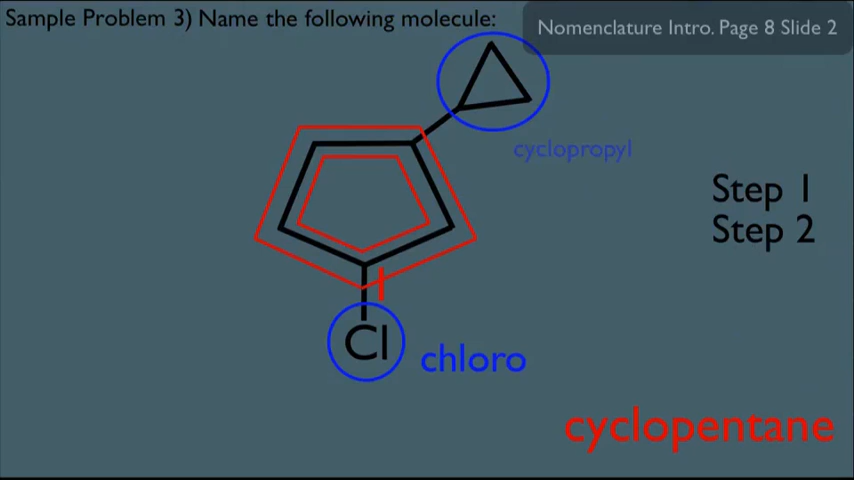 Sample Problem 3) Name the following molecule:
Nomenclature Intro. Page 8 Slide 2
cyclopropyl
Step 1
Step 2
1
Cl
chloro
cyclopentane